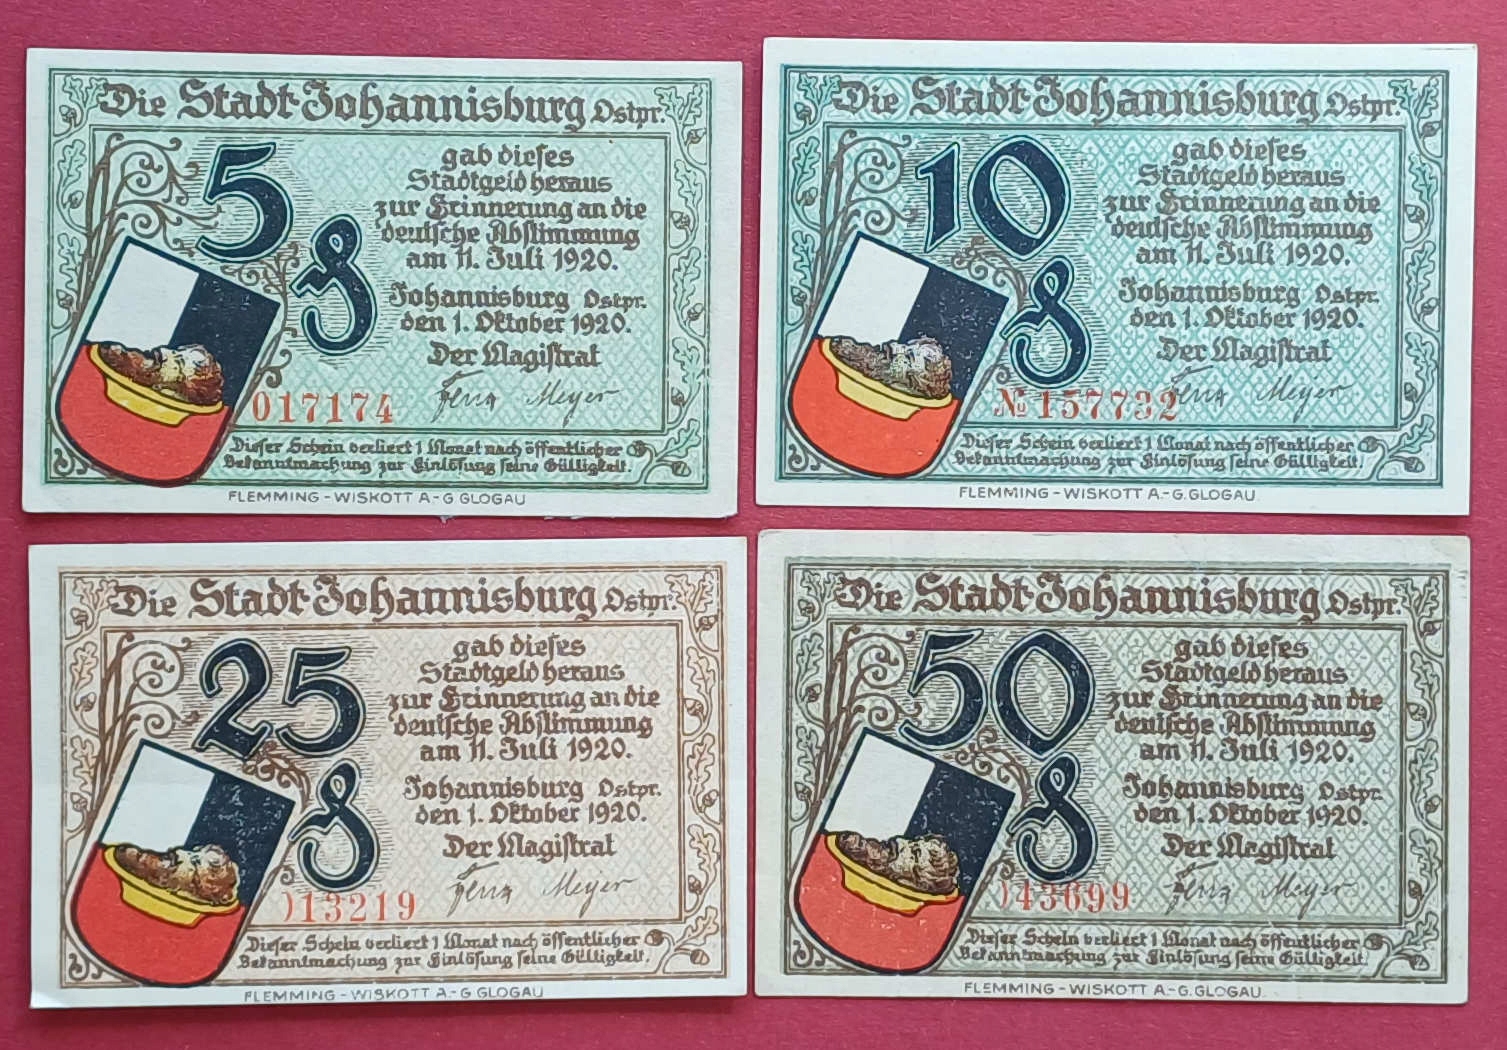 Die Stadt Johannisburg Ostpr.
5 ₰
gab dieses
Stadtgeld heraus
zur Erinnerung an die
deutsche Abstimmung
am 11. Juli 1920.
Johannisburg Ostpr.
den 1. Oktober 1920.
Der Magistrat
Meyer
017174
Dieser Schein verliert 1 Monat nach öffentlicher
Bekanntmachung zur Einlösung seine Gültigkeit.
FLEMMING-WISKOTT A.-G. GLOGAU
Die Stadt Johannisburg Ostpr.
10 ₰
gab dieses
Stadtgeld heraus
zur Erinnerung an die
deutsche Abstimmung
am 11. Juli 1920.
Johannisburg Ostpr.
den 1. Oktober 1920.
Der Magistrat
Meyer
№ 157732
Dieser Schein verliert 1 Monat nach öffentlicher
Bekanntmachung zur Einlösung seine Gültigkeit.
FLEMMING-WISKOTT A.-G. GLOGAU.
Die Stadt Johannisburg Ostpr.
25 ₰
gab dieses
Stadtgeld heraus
zur Erinnerung an die
deutsche Abstimmung
am 11. Juli 1920.
Johannisburg Ostpr.
den 1. Oktober 1920.
Der Magistrat
Meyer
13219
Dieser Schein verliert 1 Monat nach öffentlicher
Bekanntmachung zur Einlösung seine Gültigkeit.
FLEMMING-WISKOTT A.-G GLOGAU
Die Stadt Johannisburg Ostpr.
50 ₰
gab dieses
Stadtgeld heraus
zur Erinnerung an die
deutsche Abstimmung
am 11. Juli 1920.
Johannisburg Ostpr.
den 1. Oktober 1920.
Der Magistrat
Meyer
43699
Dieser Schein verliert 1 Monat nach öffentlicher
Bekanntmachung zur Einlösung seine Gültigkeit.
FLEMMING-WISKOTT A.-G. GLOGAU.